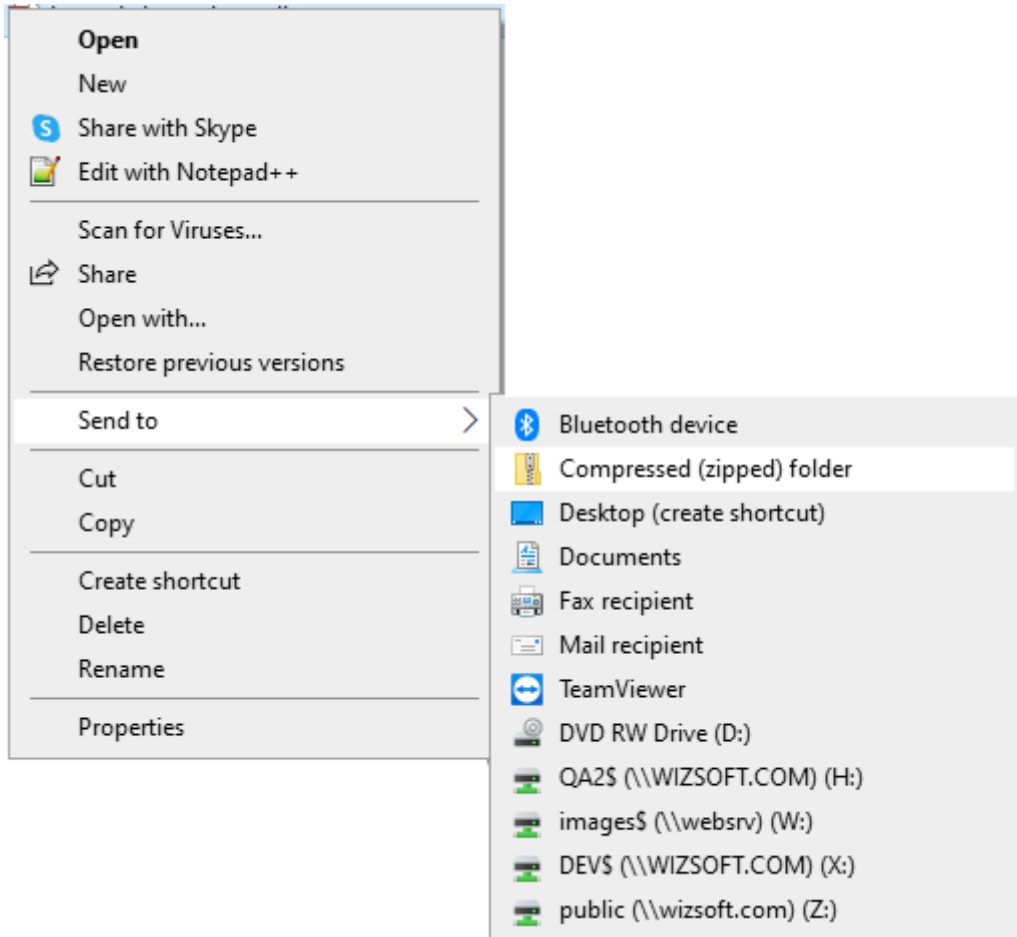 Open
New
Share with Skype
Edit with Notepad++
Scan for Viruses...
Share
Open with...
Restore previous versions
Send to
Cut
Copy
Create shortcut
Delete
Rename
Properties
Bluetooth device
Compressed (zipped) folder
Desktop (create shortcut)
Documents
Fax recipient
Mail recipient
TeamViewer
DVD RW Drive (D:)
QA2$ (\\WIZSOFT.COM) (H:)
images$ (\\websrv) (W:)
DEV$ (\\WIZSOFT.COM) (X:)
public (\\wizsoft.com) (Z:)